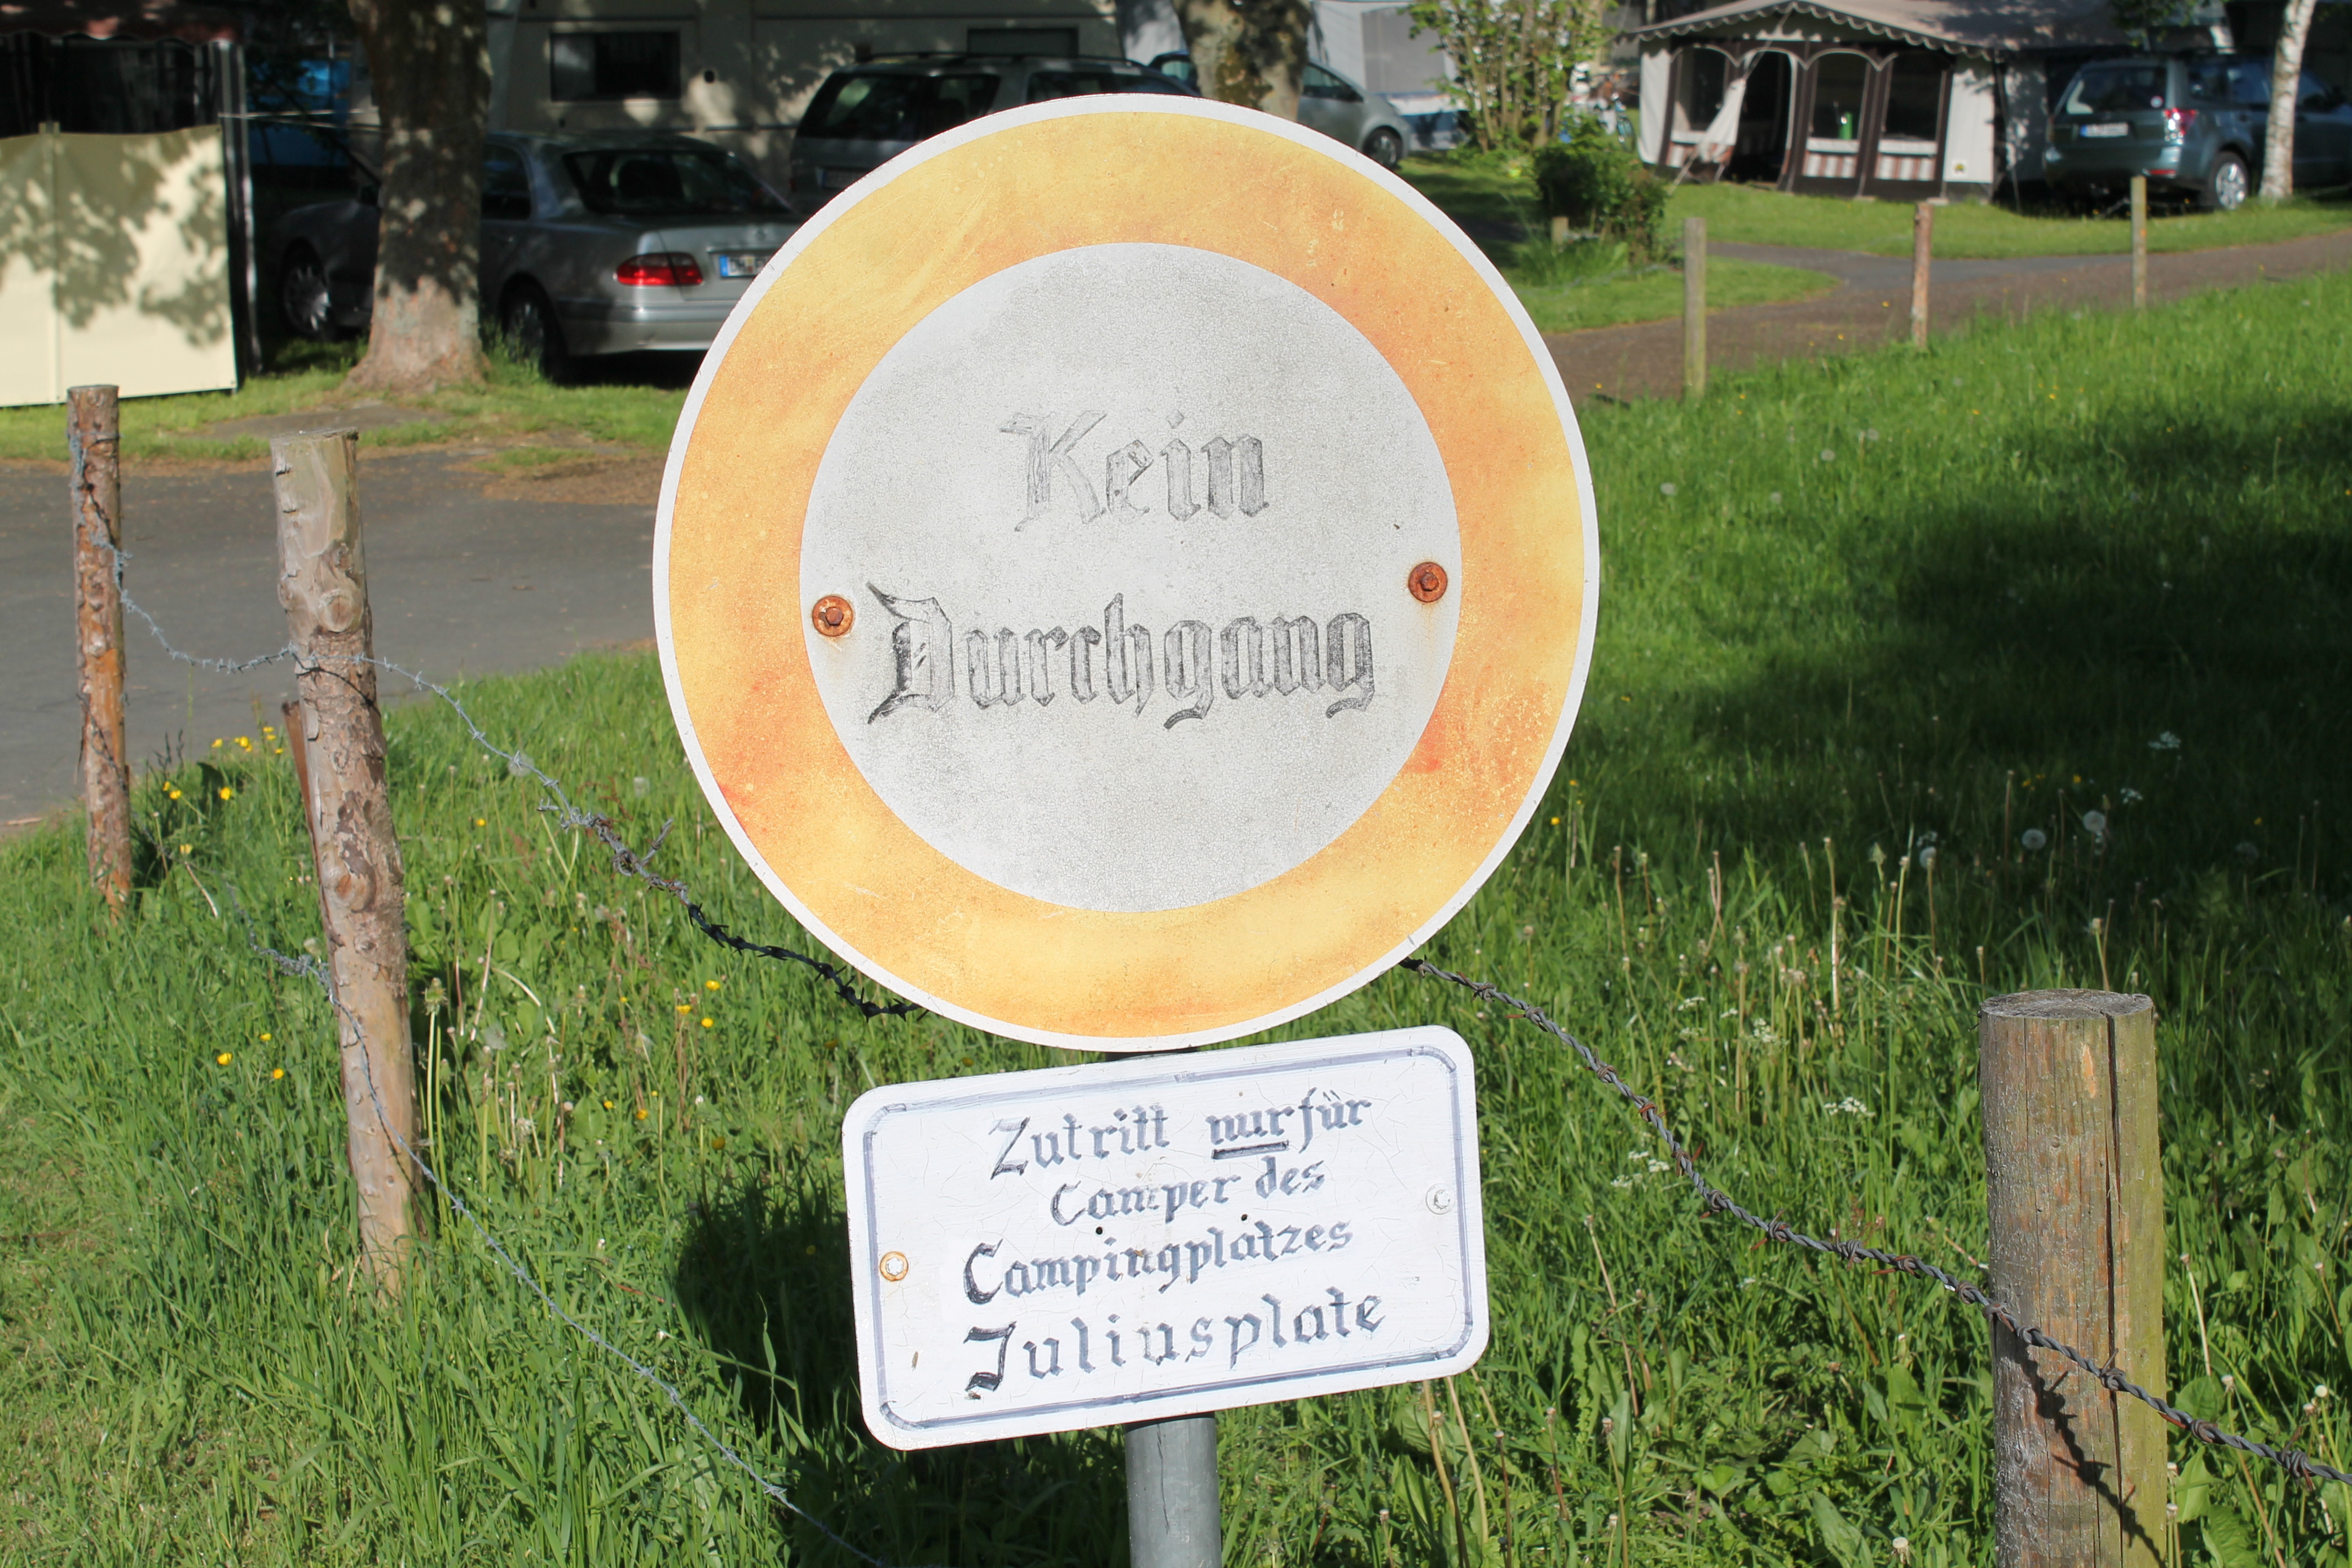 Kein
Durchgang
Zutritt nur für
Camper des
Campingplatzes
Juliusplate